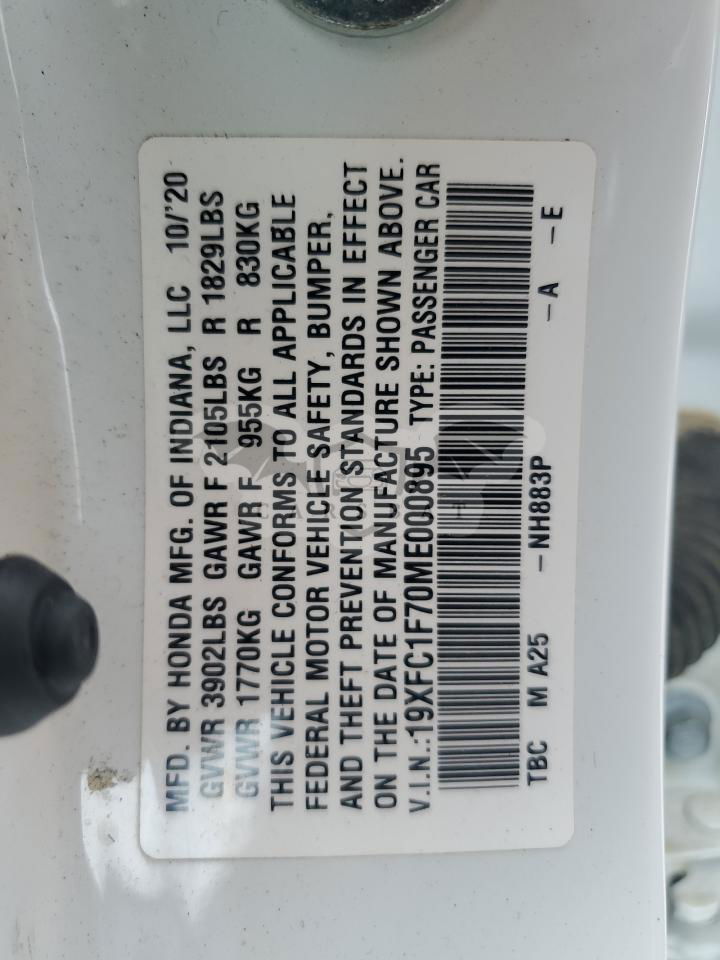 MFD. BY HONDA MFG. OF INDIANA, LLC 10/'20
GVWR 3902LBS GAWR F 2105LBS R 1829LBS
GVWR 1770KG GAWR F 955KG R 830KG
THIS VEHICLE CONFORMS TO ALL APPLICABLE
FEDERAL MOTOR VEHICLE SAFETY, BUMPER,
AND THEFT PREVENTION STANDARDS IN EFFECT
ON THE DATE OF MANUFACTURE SHOWN ABOVE.
V.I.N.:19XFC1F70ME000895 TYPE: PASSENGER CAR
TBC M A25 -NH883P -A -E